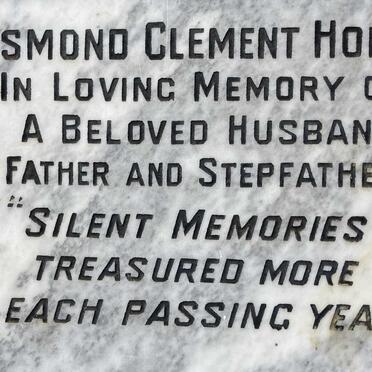 SMOND CLEMENT HO
IN LOVING MEMORY O
A BELOVED HUSBAN
FATHER AND STEPFATHE
"SILENT MEMORIES
TREASURED MORE
EACH PASSING YEA